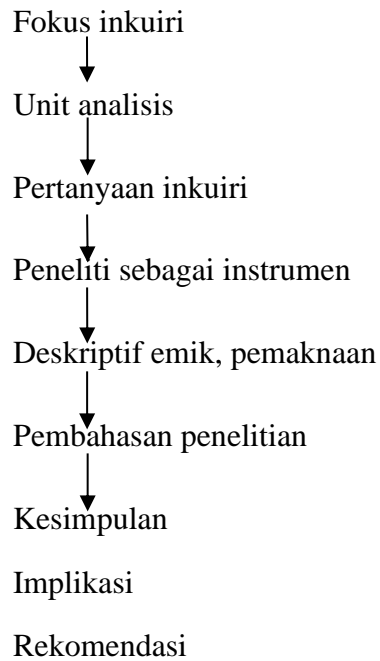 Fokus inkuiri
Unit analisis
Pertanyaan inkuiri
Peneliti sebagai instrumen
Deskriptif emik, pemaknaan
Pembahasan penelitian
Kesimpulan
Implikasi
Rekomendasi